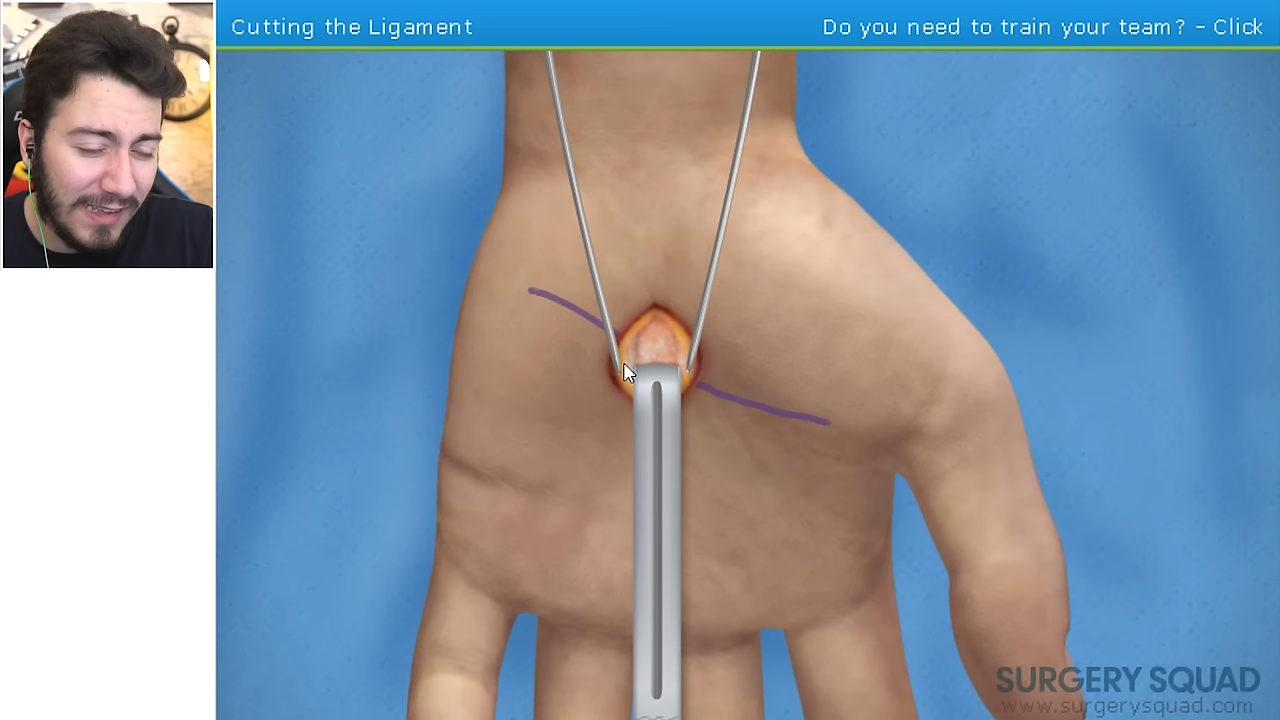 Cutting the Ligament
Do you need to train your team? - Click
SURGERY SQUAD
www.surgerysquad.com